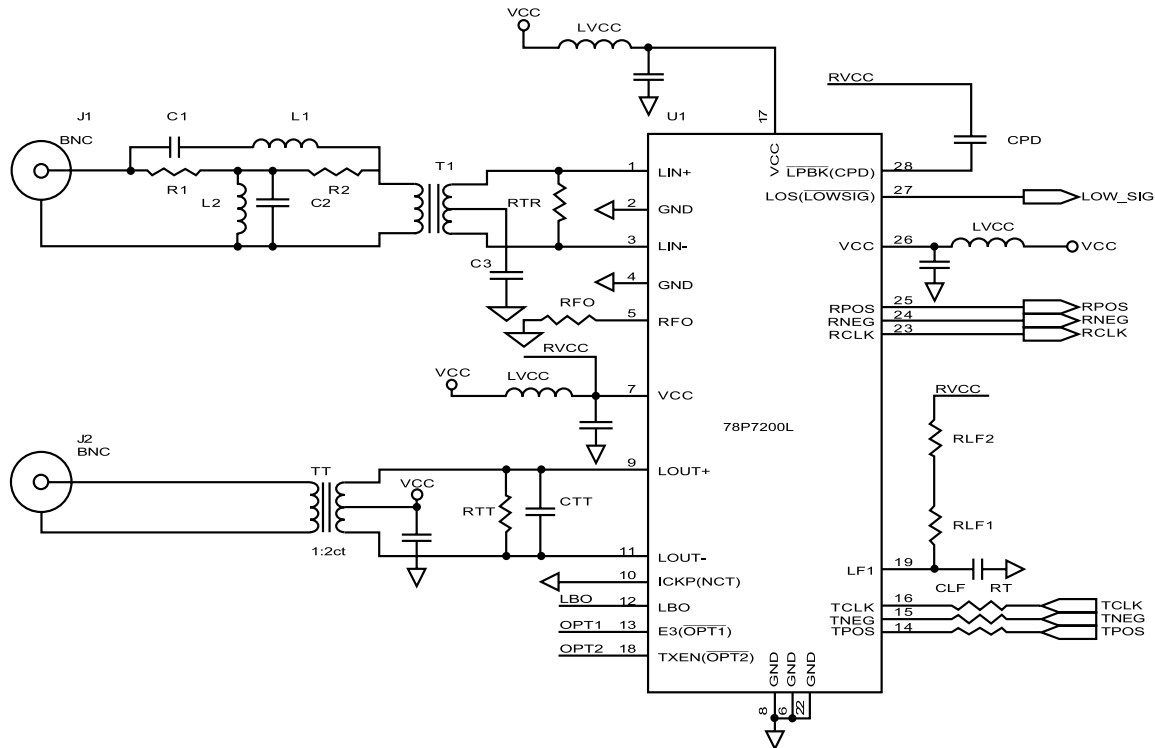 VCC
LVCC
RVCC
J1
BNC
C1
L1
R1
R2
L2
C2
T1
RTR
C3
U1
17
VCC
CPD
1
LIN+
2
GND
3
LIN-
4
GND
5
RFO
RFO
RVCC
VCC
LVCC
7
VCC
78P7200L
LPBK(CPD)
28
LOS(LOWSIG)
27
LOW_SIG
VCC
26
LVCC
VCC
RPOS
25
RPOS
RNEG
24
RNEG
RCLK
23
RCLK
RVCC
RLF2
RLF1
J2
BNC
TT
1:2ct
VCC
RTT
CTT
9
LOUT+
11
LOUT-
10
ICKP(NCT)
LBO
12
LBO
OPT1
13
E3(OPT1)
OPT2
18
TXEN(OPT2)
LF1
19
CLF
RT
TCLK
16
TCLK
TNEG
15
TNEG
TPOS
14
TPOS
GND
GND
GND
8
6
22